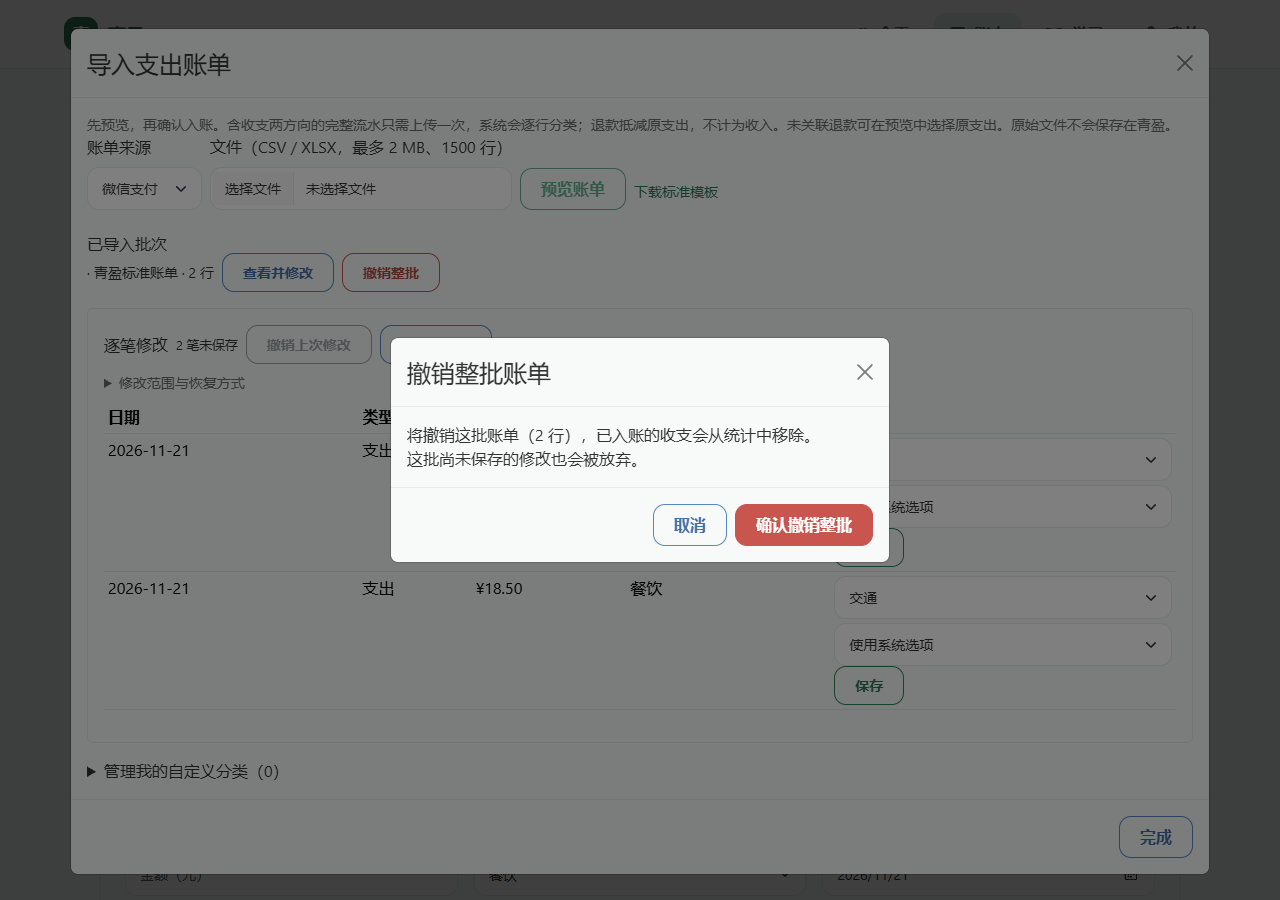 导入支出账单
先预览，再确认入账。含收支两方向的完整流水只需上传一次，系统会逐行分类；退款抵减原支出，不计为收入。未关联退款可在预览中选择原支出。原始文件不会保存在青盈。
账单来源 文件（CSV / XLSX，最多 2 MB、1500 行）
微信支付 选择文件 未选择文件 预览账单 下载标准模板
已导入批次
· 青盈标准账单 · 2 行 查看并修改 撤销整批
逐笔修改 2 笔未保存 撤销上次修改
修改范围与恢复方式
日期 类型
2026-11-21 支出
系统选项
撤销整批账单
将撤销这批账单（2 行），已入账的收支会从统计中移除。
这批尚未保存的修改也会被放弃。
取消 确认撤销整批
2026-11-21 支出 ¥18.50 餐饮 交通
使用系统选项
保存
管理我的自定义分类（0）
完成
金额（元） 餐饮 2026/11/21